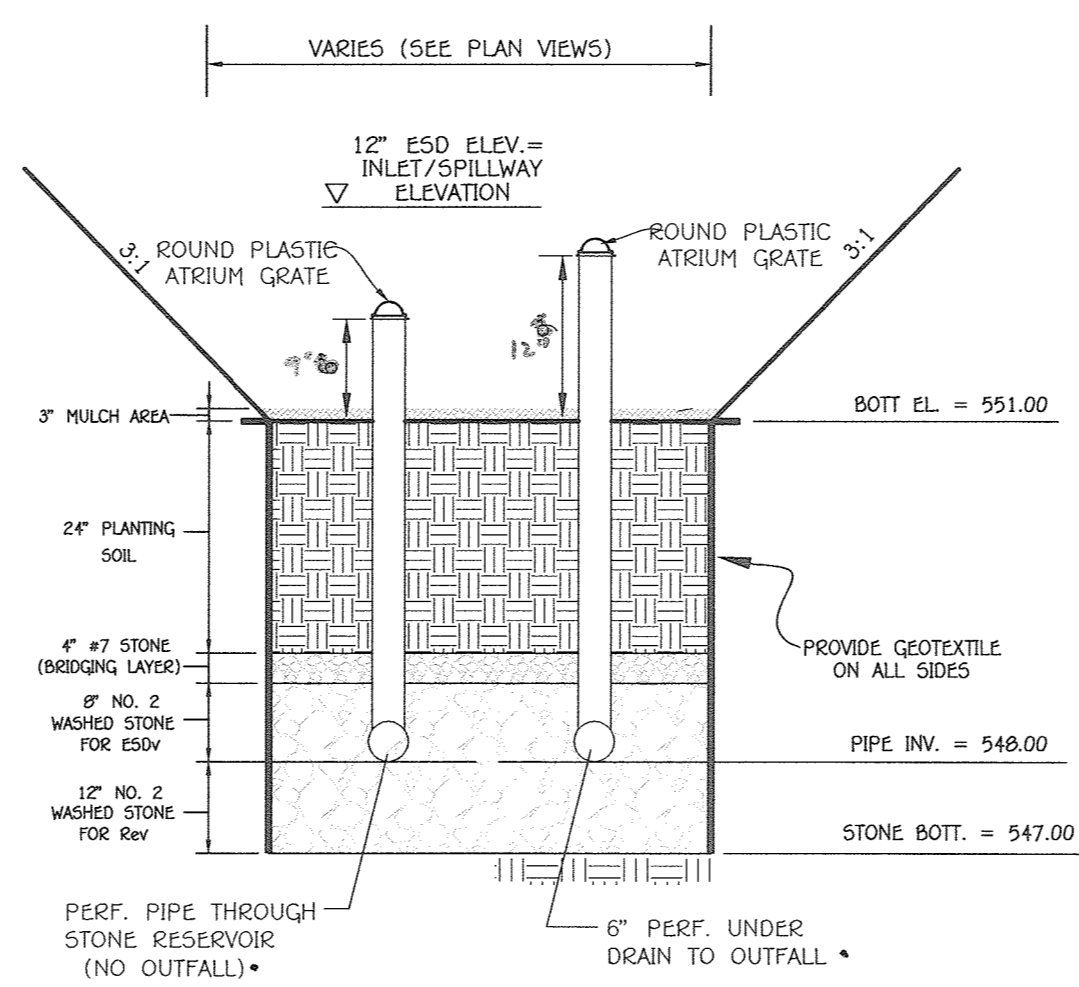 VARIES (SEE PLAN VIEWS)
12" ESD ELEV.=
INLET/SPILLWAY
ELEVATION
3:1
ROUND PLASTIC
ATRIUM GRATE
ROUND PLASTIC
ATRIUM GRATE
3:1
9"
12"
3" MULCH AREA
BOTT EL. = 551.00
24" PLANTING
SOIL
4" #7 STONE
(BRIDGING LAYER)
PROVIDE GEOTEXTILE
ON ALL SIDES
8" NO. 2
WASHED STONE
FOR ESDv
PIPE INV. = 548.00
12" NO. 2
WASHED STONE
FOR Rev
STONE BOTT. = 547.00
PERF. PIPE THROUGH
STONE RESERVOIR
(NO OUTFALL)
6" PERF. UNDER
DRAIN TO OUTFALL